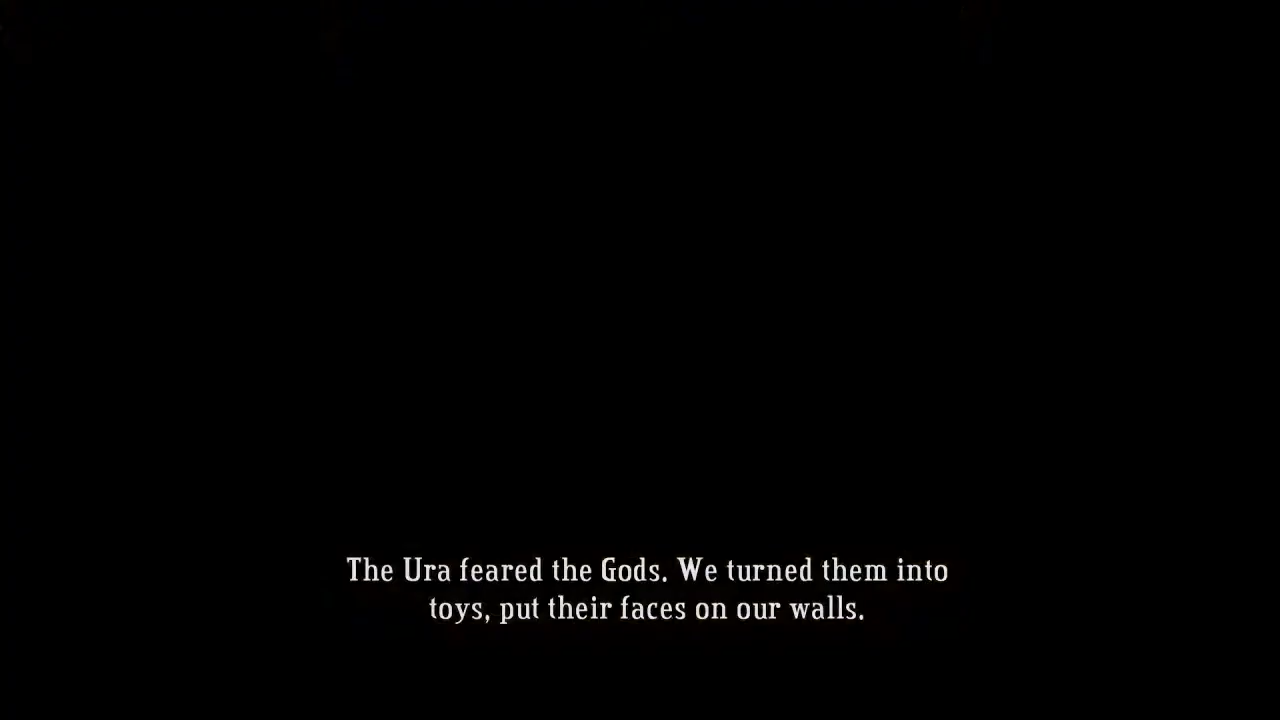 The Ura feared the Gods. We turned them into
toys, put their faces on our walls.